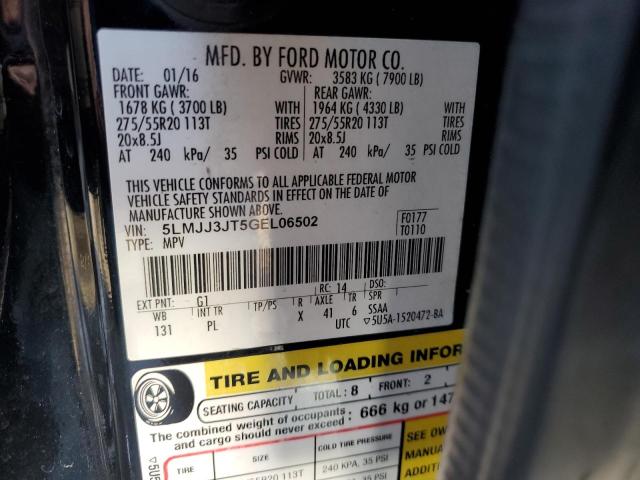 MFD. BY FORD MOTOR CO.
DATE: 01/16 GVWR: 3583 KG ( 7900 LB)
FRONT GAWR: REAR GAWR:
1678 KG ( 3700 LB) WITH 1964 KG ( 4330 LB) WITH
275/55R20 113T TIRES 275/55R20 113T TIRES
20x8.5J RIMS 20x8.5J RIMS
AT 240 kPa/ 35 PSI COLD AT 240 kPa/ 35 PSI COLD
THIS VEHICLE CONFORMS TO ALL APPLICABLE FEDERAL MOTOR
VEHICLE SAFETY STANDARDS IN EFFECT ON THE DATE OF
MANUFACTURE SHOWN ABOVE.
VIN: 5LMJJ3JT5GEL06502 F0177
TYPE: MPV T0110
RC: 14 DSO:
EXT PNT: G1
WB INT TR TP/PS R AXLE TR SPR
131 PL X 41 6 SSAA
UTC ▽5U5A-1520472-BA
TIRE AND LOADING INFOR
SEATING CAPACITY TOTAL: 8 FRONT: 2
The combined weight of occupants : 666 kg or 147
and cargo should never exceed :
TIRE SIZE COLD TIRE PRESSURE SEE OW
55R20 113T 240 KPA, 35 PSI MANUAL
ADDITIO